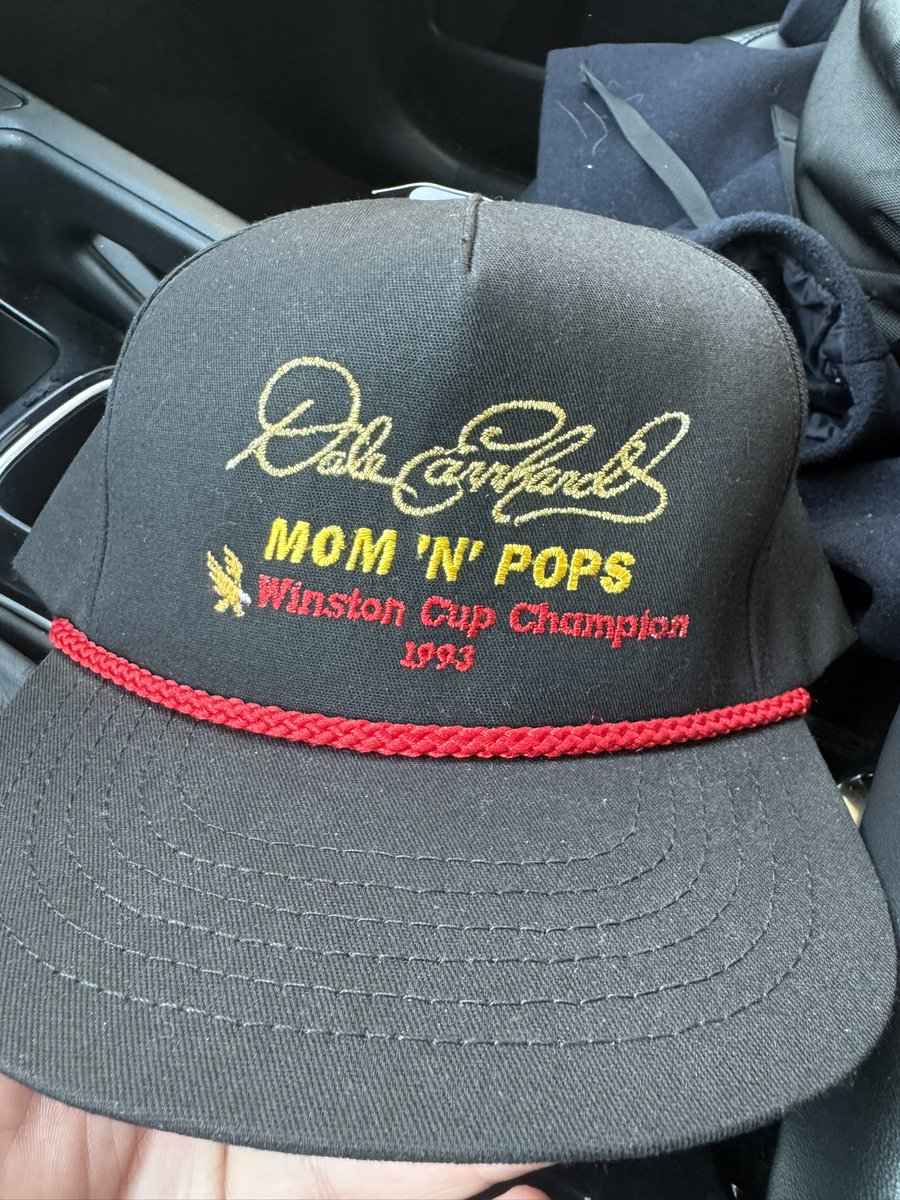 Dale Earnhardt
MOM 'N' POPS
Winston Cup Champion
1993